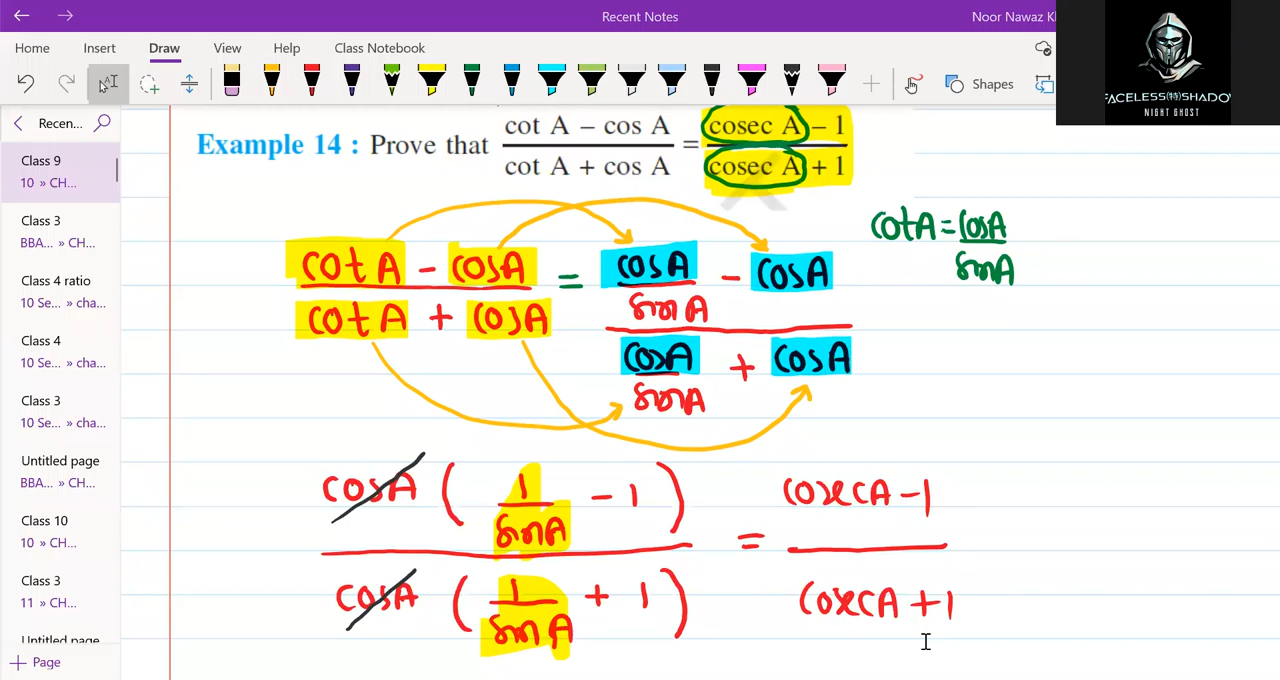 Recent Notes
Noor Nawaz Kh
Home Insert Draw View Help Class Notebook
Shapes
FACELESS(特)SHADOW
NIGHT GHOST
Recen...
Class 9
10 » CH...
Class 3
BBA... » CH...
Class 4 ratio
10 Se... » cha...
Class 4
10 Se... » cha...
Class 3
10 Se... » cha...
Untitled page
BBA... » CH...
Class 10
10 » CH...
Class 3
11 » CH...
Untitled page
Page
Example 14 : Prove that (cot A – cos A)/(cot A + cos A) = (cosec A – 1)/(cosec A + 1)
cotA = cosA/sinA
(cotA - cosA)/(cotA + cosA) = (cosA/sinA - cosA)/(cosA/sinA + cosA)
cosA (1/sinA - 1)/cosA (1/sinA + 1) = (cosecA - 1)/(cosecA + 1)